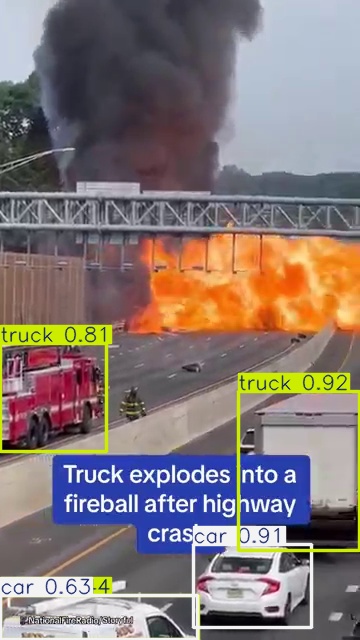 truck 0.81
truck 0.92
Truck explodes into a
fireball after highway
crash
car 0.91
car 0.63
4
NationalFireRadio/Storyful